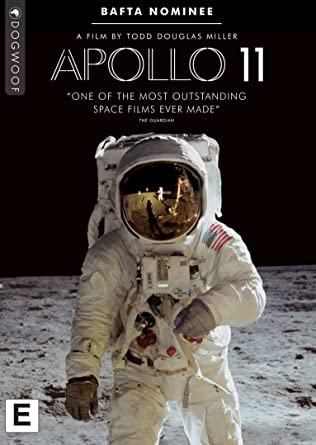 BAFTA NOMINEE
DOGWOOF
A FILM BY TODD DOUGLAS MILLER
APOLLO 11
“ONE OF THE MOST OUTSTANDING
SPACE FILMS EVER MADE”
THE GUARDIAN
E